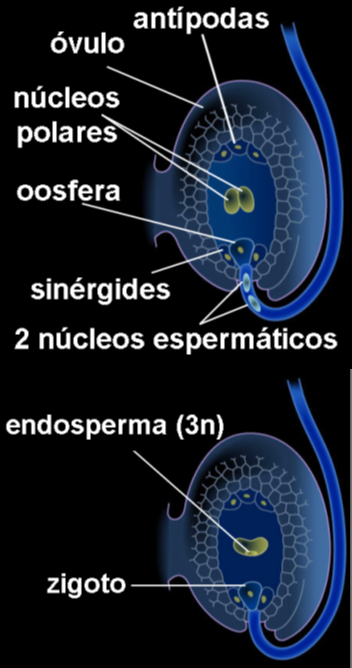 antípodas
óvulo
núcleos
polares
oosfera
sinérgides
2 núcleos espermáticos
endosperma (3n)
zigoto